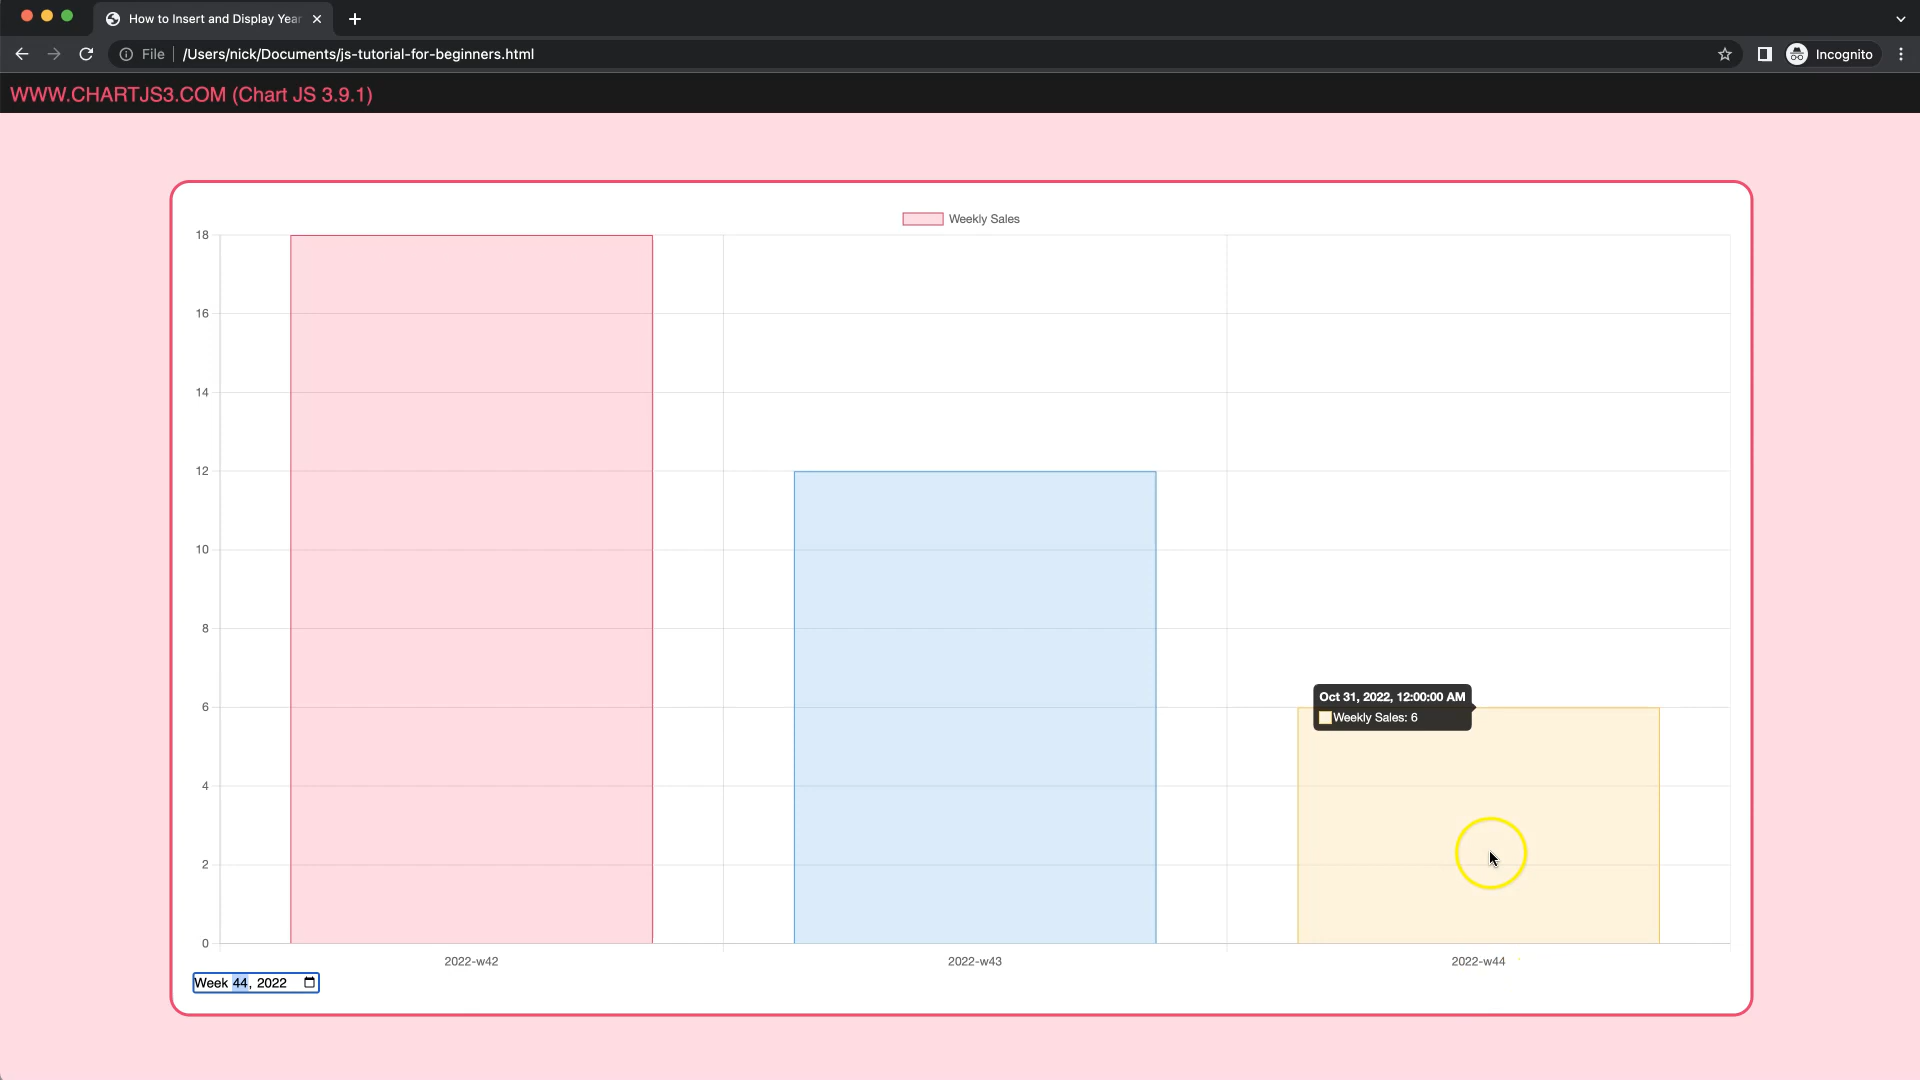 How to Insert and Display Year
File
/Users/nick/Documents/js-tutorial-for-beginners.html
Incognito
WWW.CHARTJS3.COM (Chart JS 3.9.1)
Weekly Sales
18
16
14
12
10
8
6
4
2
0
Oct 31, 2022, 12:00:00 AM
Weekly Sales: 6
2022-w42
2022-w43
2022-w44
Week 44, 2022